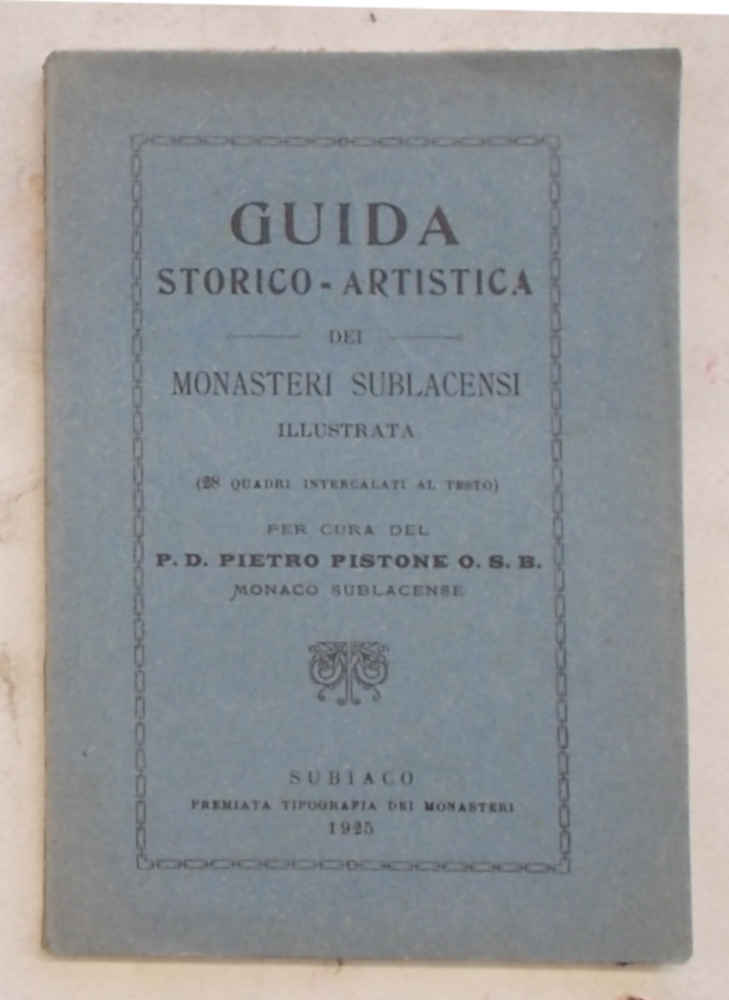 GUIDA
STORICO-ARTISTICA
DEI
MONASTERI SUBLACENSI
ILLUSTRATA
(28 QUADRI INTERCALATI AL TESTO)
PER CURA DEL
P. D. PIETRO PISTONE O. S. B.
MONACO SUBLACENSE
SUBIACO
PREMIATA TIPOGRAFIA DEI MONASTERI
1925